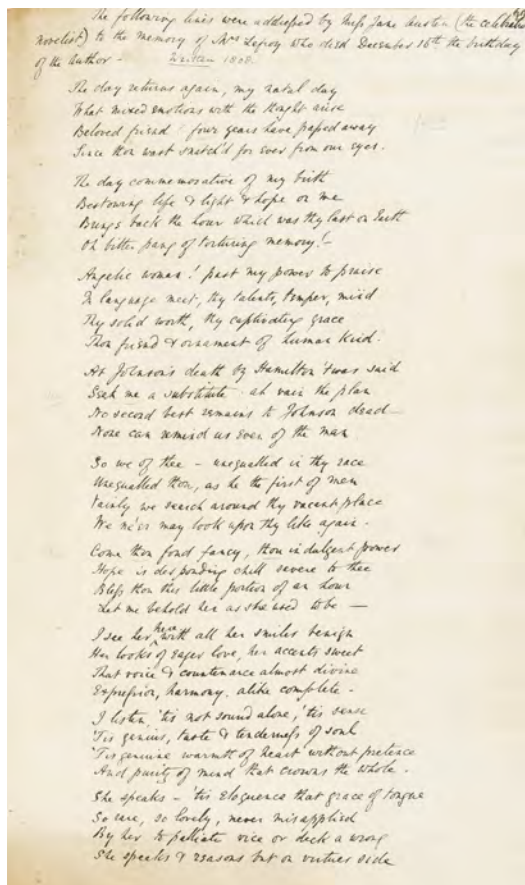 The following lines were addressed by Miss Jane Austen (the celebrated
novelist) to the memory of Mrs Lefroy who died December 16th the birthday
of the Author - Written 1808.
The day returns again, my natal day
What mixed emotions with the thought arise
Beloved friend four years have passed away
Since thou wast snatch'd for ever from our eyes.
The day commemorative of my birth
Bestowing life & light & hope on me
Brings back the hour which was thy last on Earth
Oh bitter pang of torturing memory! -
Angelic woman! past my power to praise
In language meet, thy talents, temper, mind
Thy solid worth, thy captivating grace
Thou friend & ornament of human kind.
At Johnson's death by Hamilton 'twas said
Seek we a substitute - ah vain the plan
No second best remains to Johnson dead -
None can remind us even of the man
So we of thee - unequalled in thy race
Unequalled thou, as he the first of men
Vainly we search around thy vacant place
We ne'er may look upon thy like again -
Come thou fond fancy, thou indulgent power
Hope is desponding chill severe to thee
Bless thou this little portion of an hour
Let me behold her as she used to be -
I see her here with all her smiles benign
Her looks of eager love, her accents sweet
That voice & countenance almost divine
Expression, harmony, alike complete -
I listen, 'tis not sound alone, 'tis sense
'Tis genius, taste & tenderness of soul
'Tis genuine warmth of heart without pretence
And purity of mind that crowns the whole.
She speaks - 'tis Eloquence that grace of tongue
So rare, so lovely, never misapplied
By her to palliate vice or deck a wrong
She speaks & reasons but on virtues side